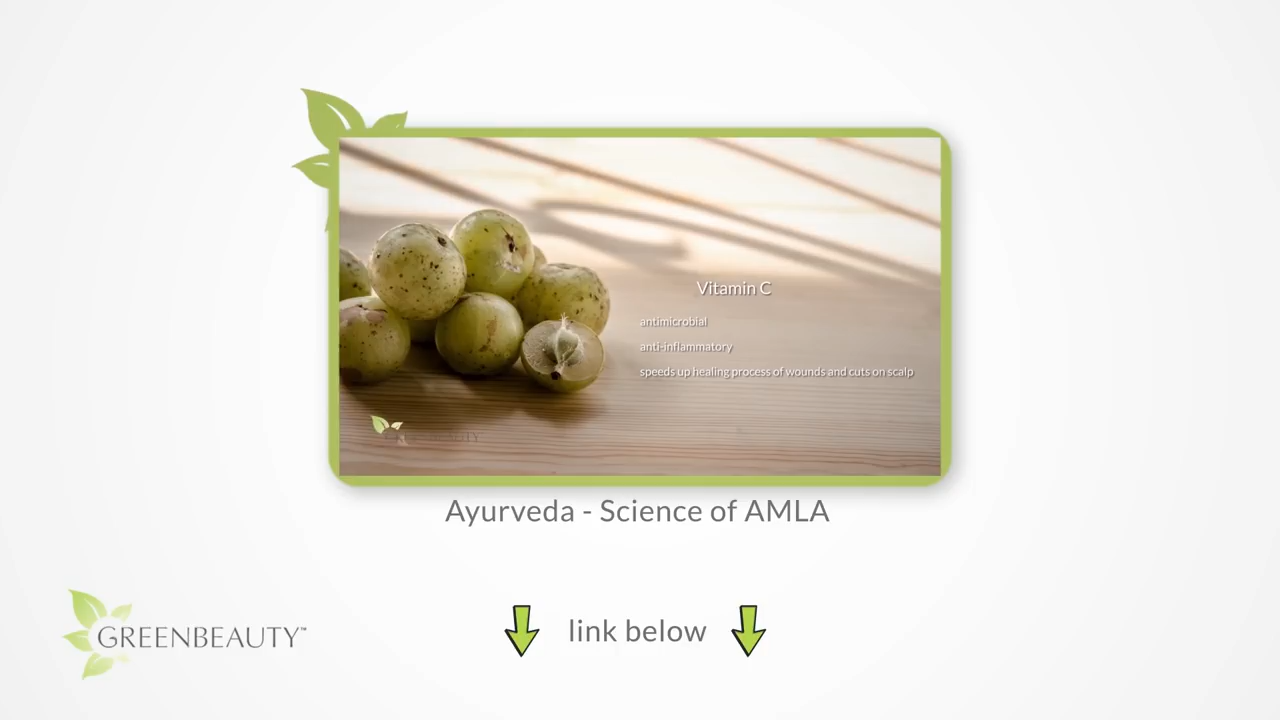 Vitamin C
antimicrobial
anti-inflammatory
speeds up healing process of wounds and cuts on scalp
Ayurveda - Science of AMLA
link below
GREENBEAUTY™